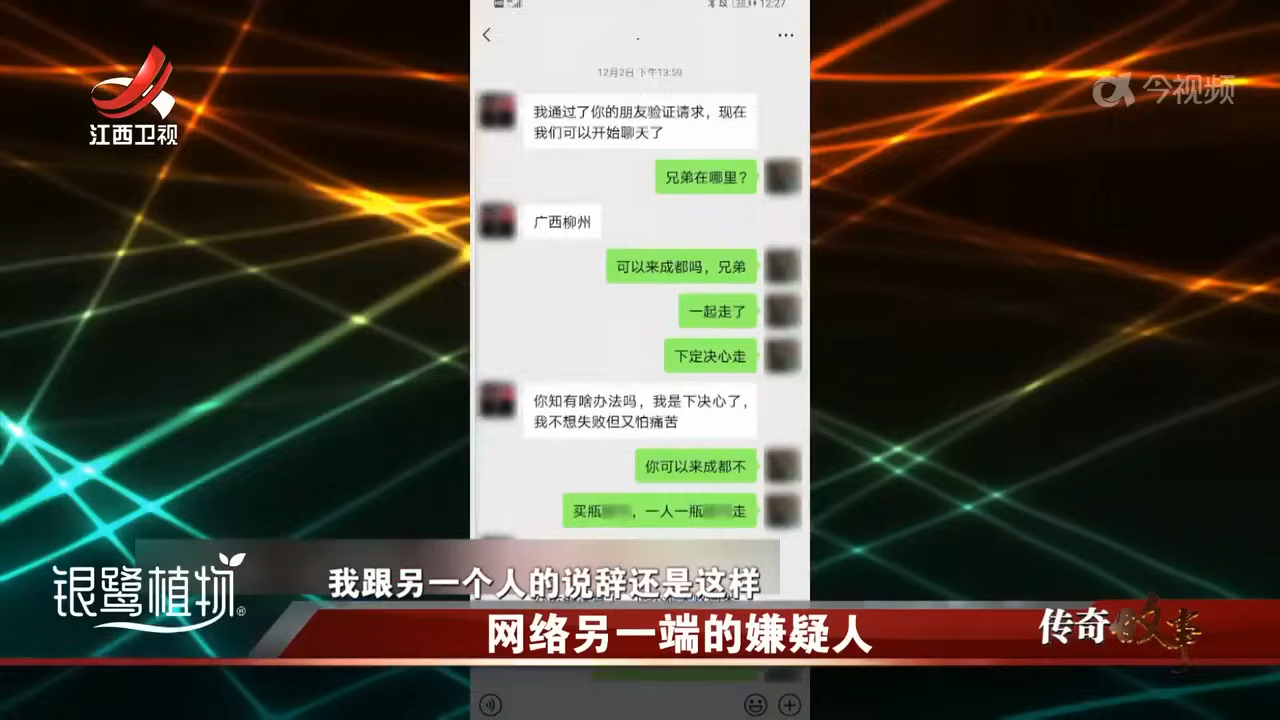 12:27
江西卫视
今视频
12月2日 下午13:59
我通过了你的朋友验证请求，现在
我们可以开始聊天了
兄弟在哪里？
广西柳州
可以来成都吗，兄弟
一起走了
下定决心走
你知有啥办法吗，我是下决心了，
我不想失败但又怕痛苦
你可以来成都不
买瓶，一人一瓶走
银鹭植物®
我跟另一个人的说辞还是这样
网络另一端的嫌疑人
传奇故事